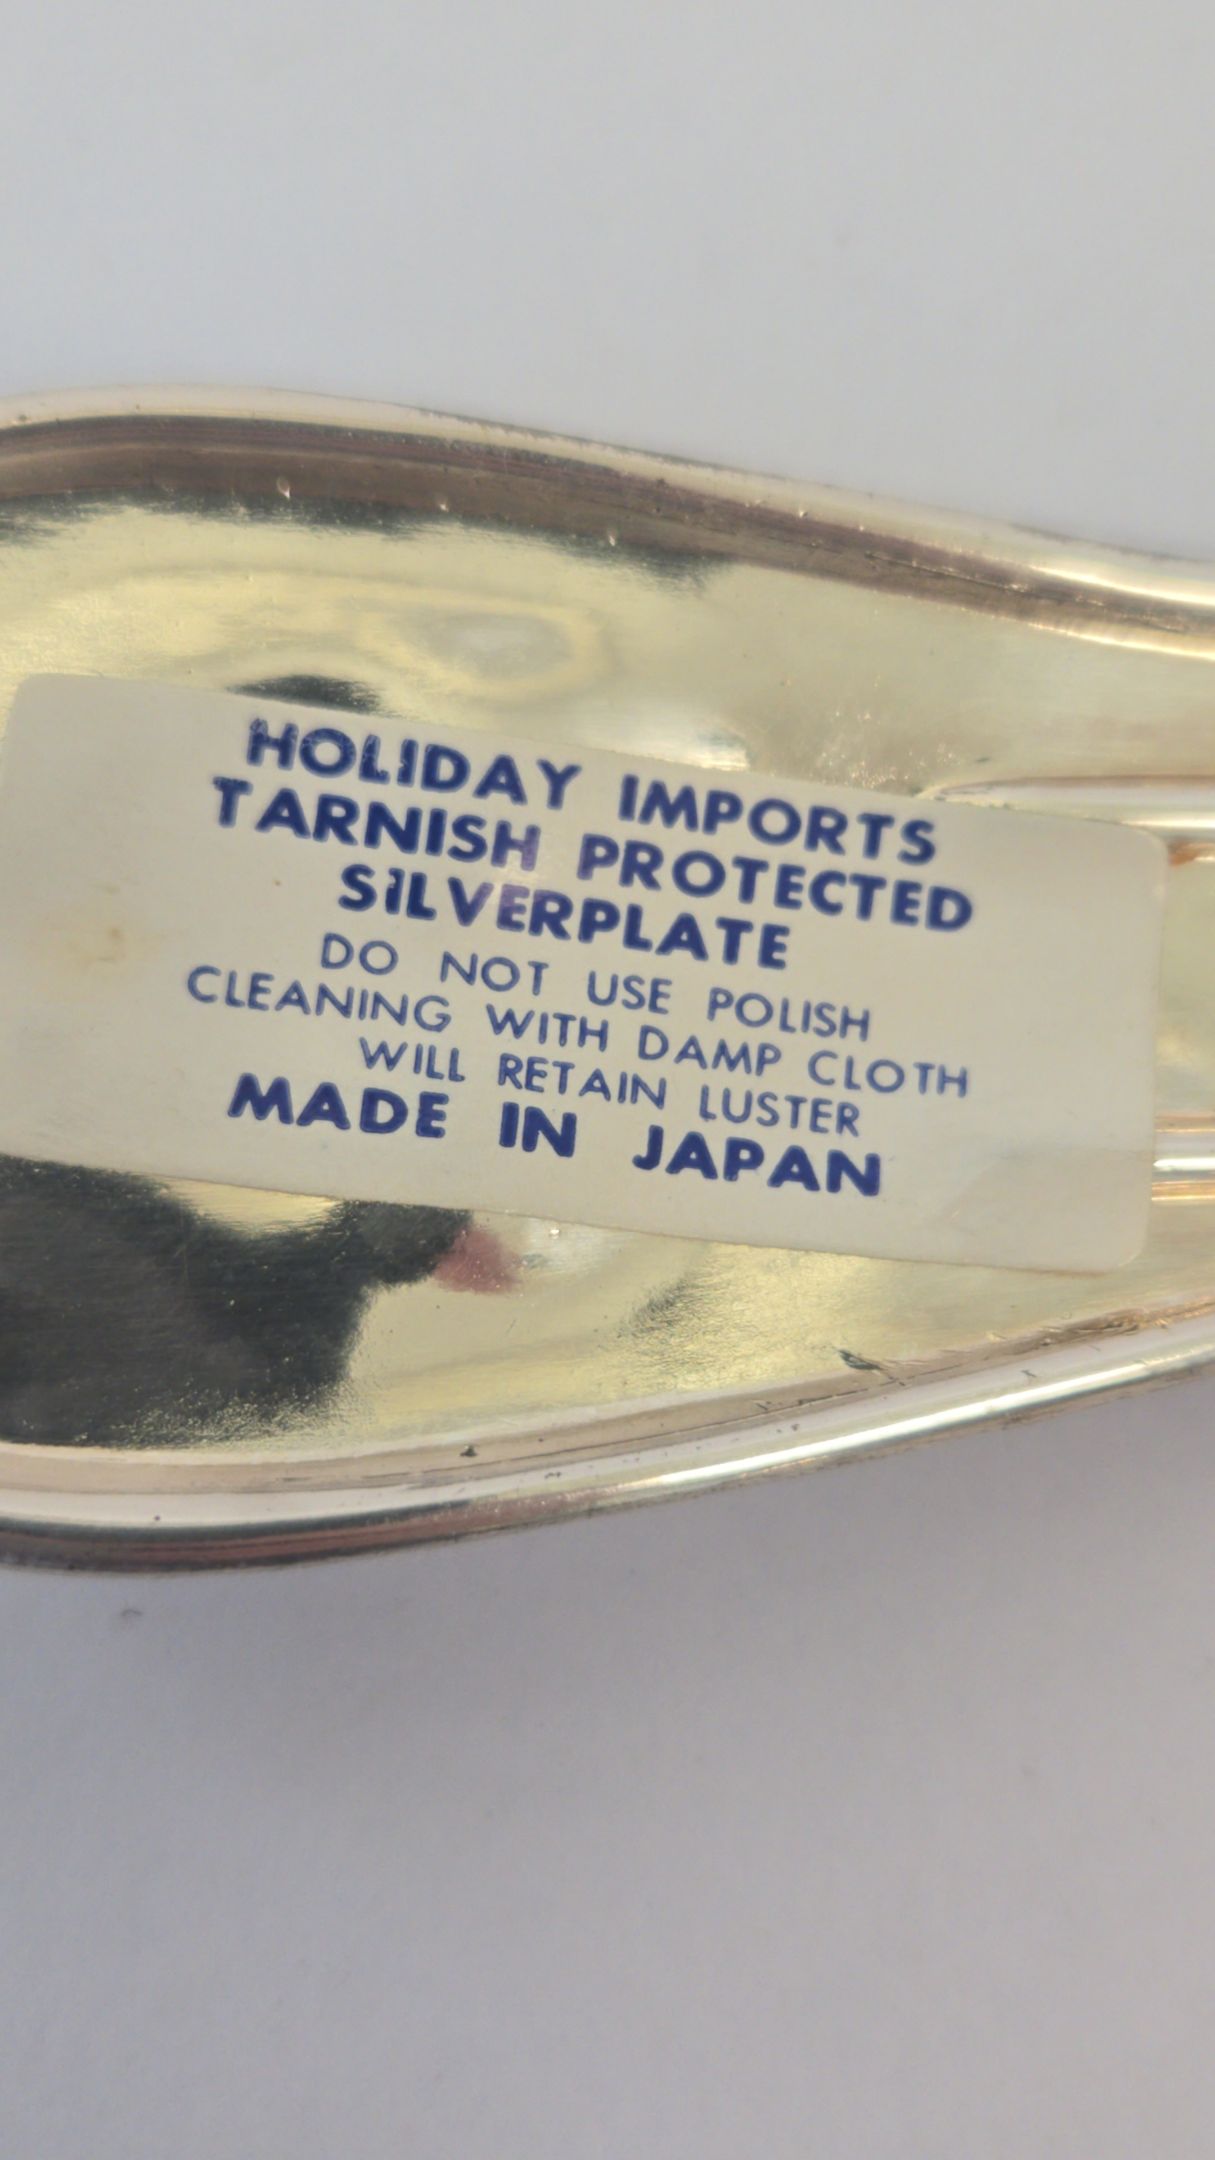 HOLIDAY IMPORTS
TARNISH PROTECTED
SILVERPLATE
DO NOT USE POLISH
CLEANING WITH DAMP CLOTH
WILL RETAIN LUSTER
MADE IN JAPAN